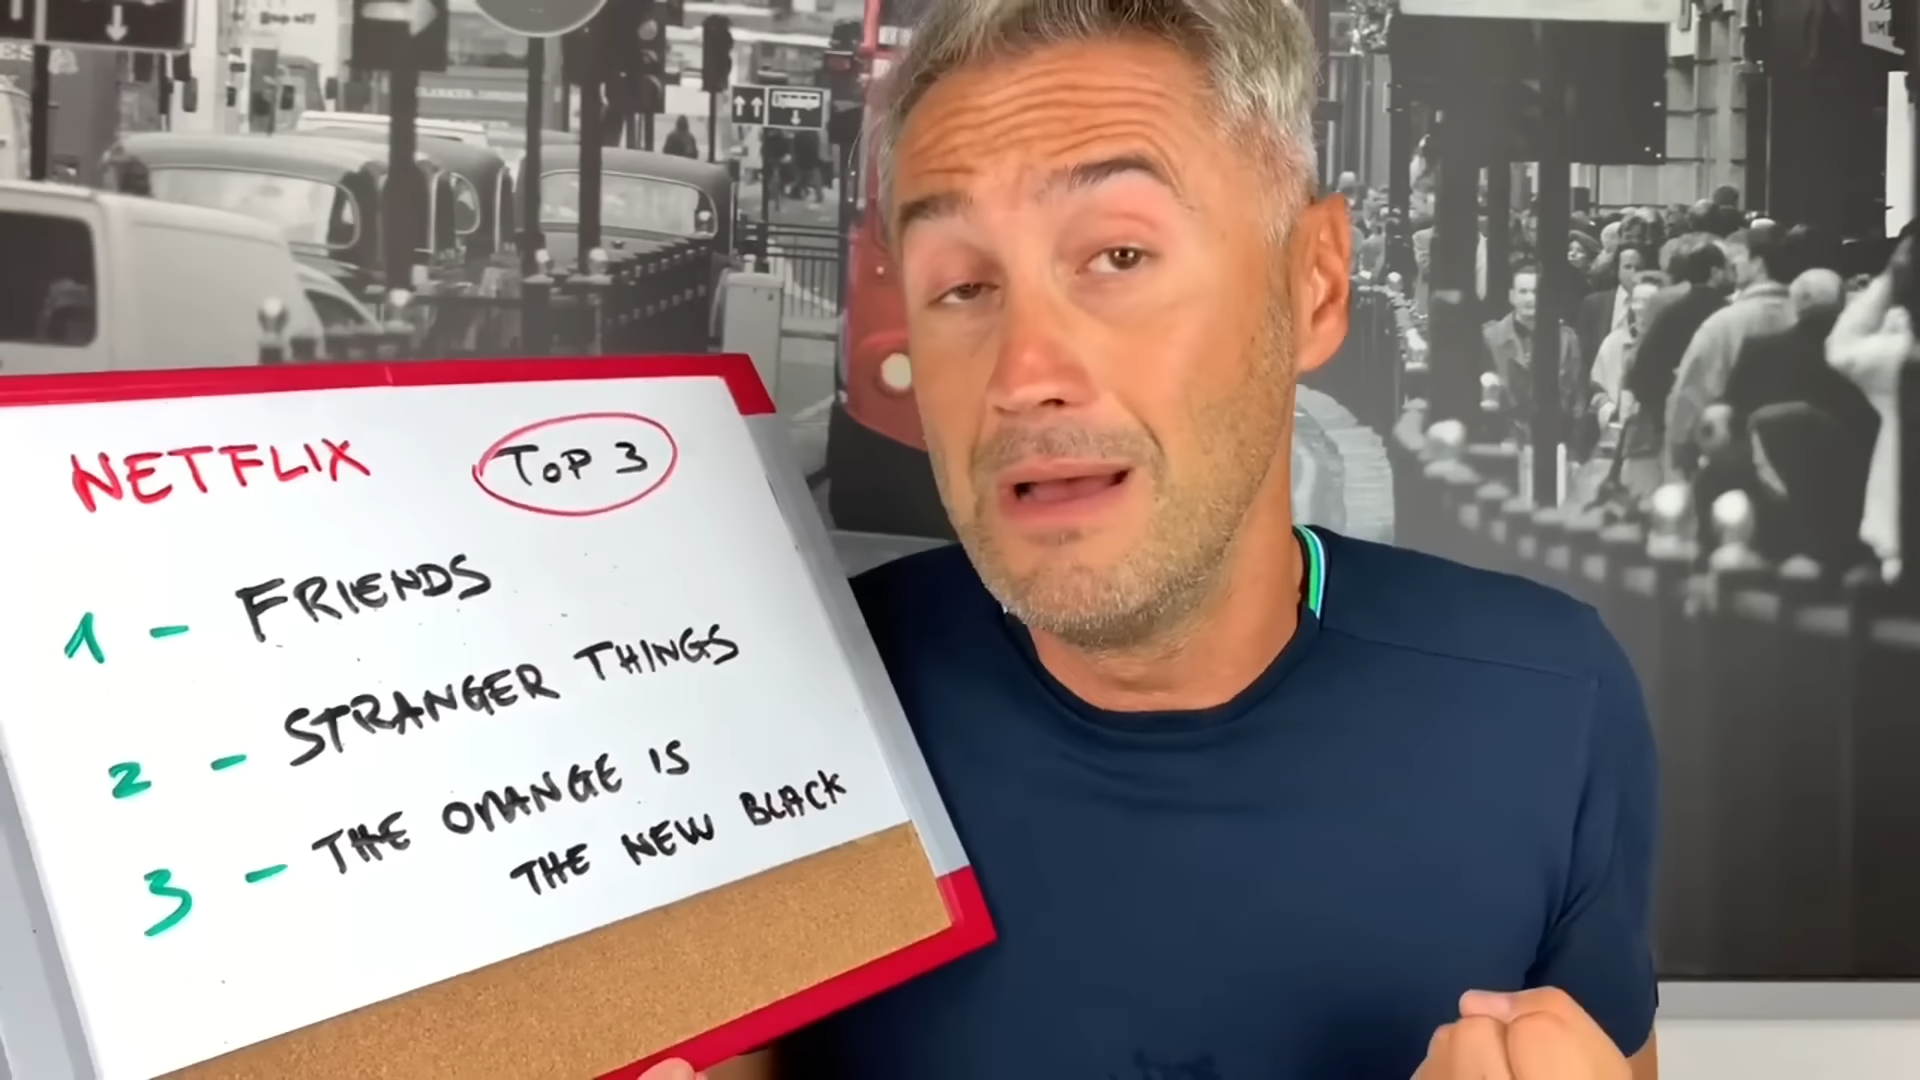 NETFLIX TOP 3
1 - FRIENDS
2 - STRANGER THINGS
3 - THE ORANGE IS
THE NEW BLACK